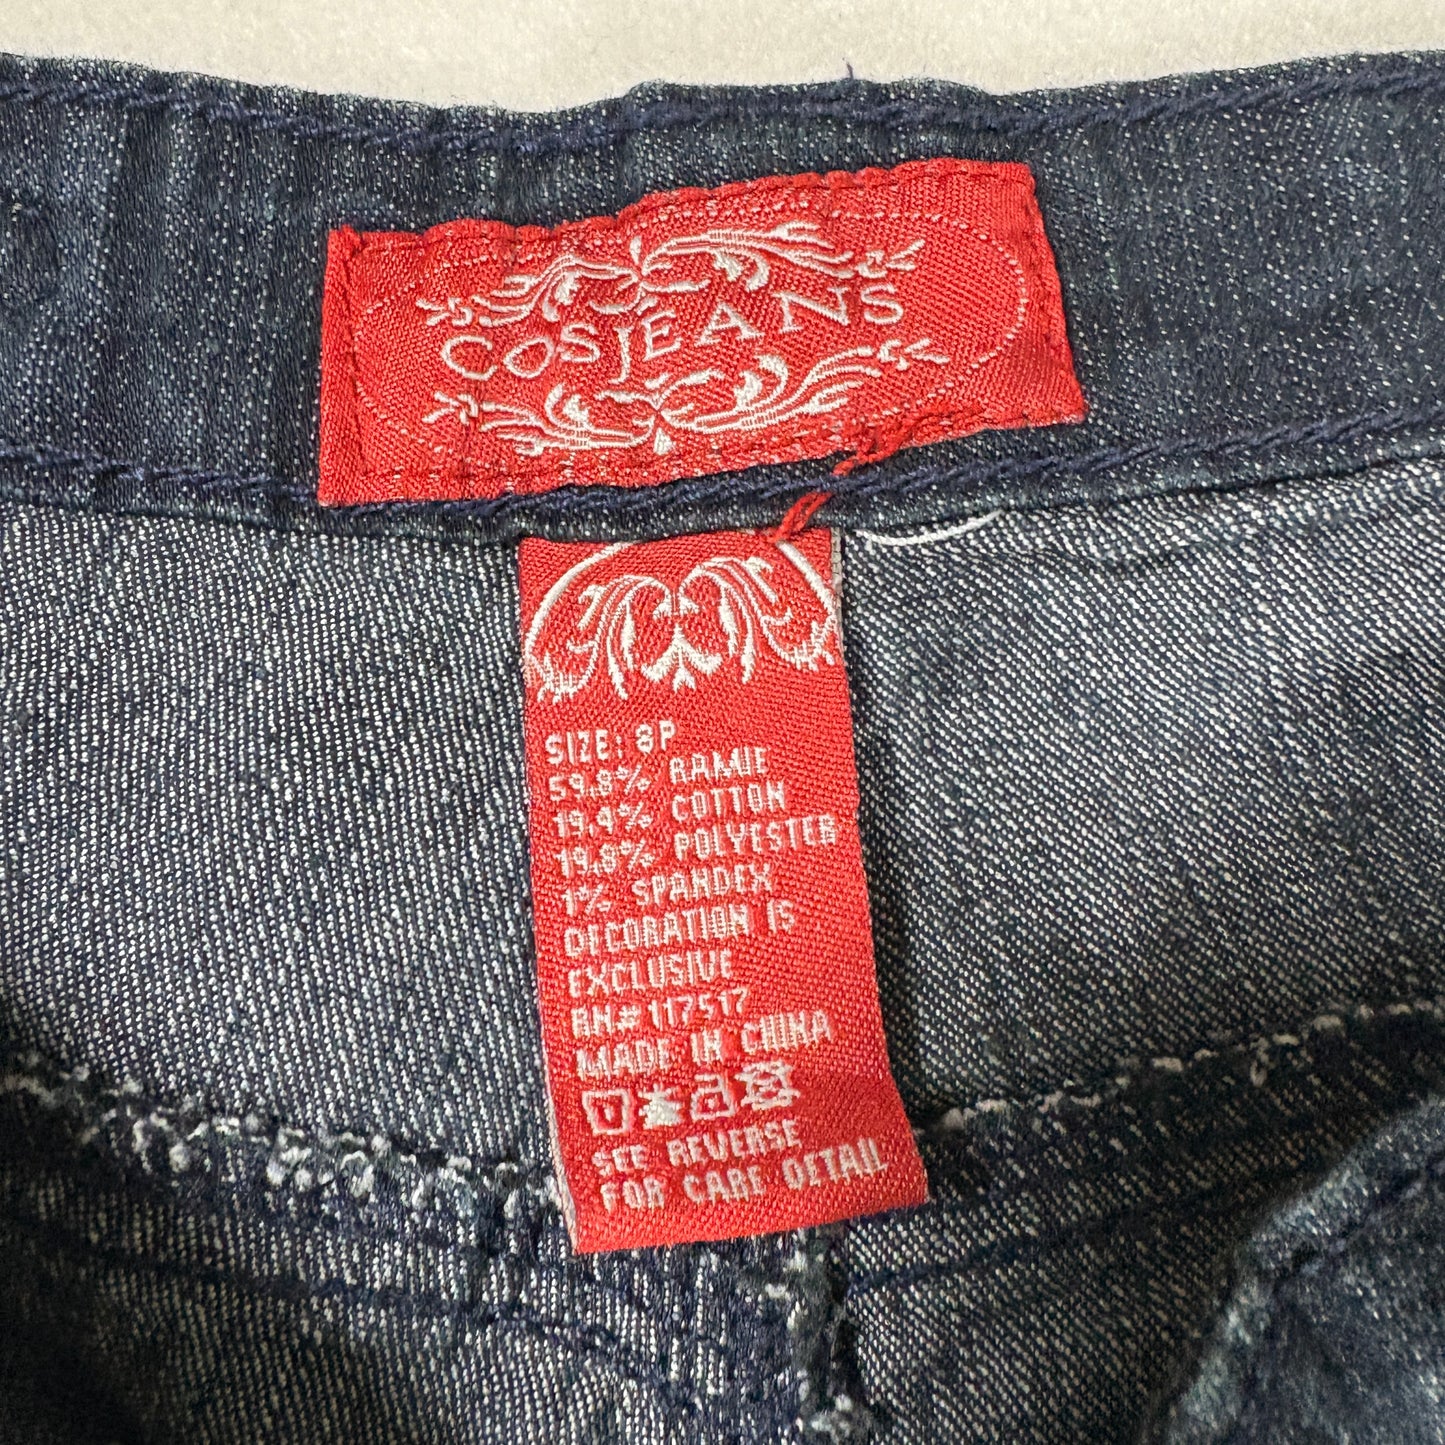 COSJEANS
SIZE: 8P
59.8% RAMIE
19.4% COTTON
19.8% POLYESTER
1% SPANDEX
DECORATION IS
EXCLUSIVE
RN#117517
MADE IN CHINA
SEE REVERSE
FOR CARE DETAIL